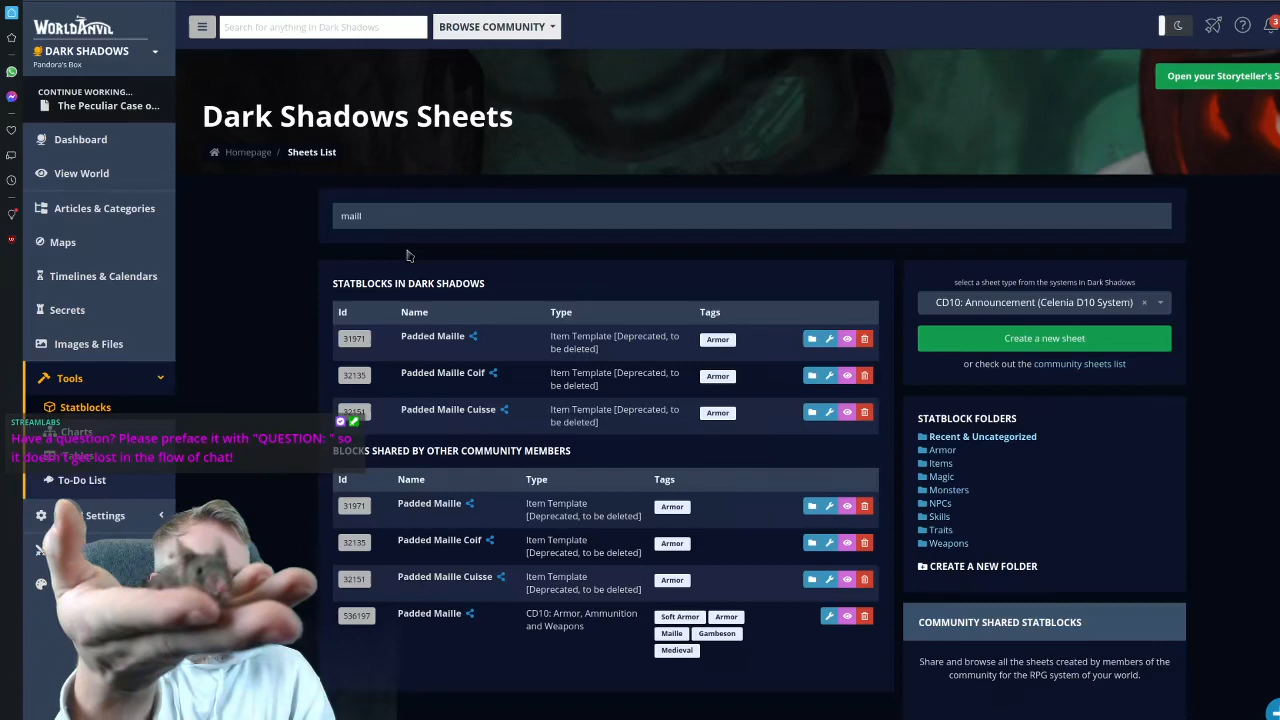 WORLDANVIL
Search for anything in Dark Shadows
BROWSE COMMUNITY
3
DARK SHADOWS
Pandora's Box
CONTINUE WORKING...
The Peculiar Case o...
Open your Storyteller's S
Dark Shadows Sheets
Homepage / Sheets List
Dashboard
View World
Articles & Categories
Maps
Timelines & Calendars
Secrets
Images & Files
Tools
Statblocks
Charts
Tables
To-Do List
Settings
STREAMLABS
Have a question? Please preface it with "QUESTION: " so
it doesn't get lost in the flow of chat!
maill
STATBLOCKS IN DARK SHADOWS
Id Name Type Tags
31971 Padded Maille Item Template [Deprecated, to
be deleted] Armor
32135 Padded Maille Coif Item Template [Deprecated, to
be deleted] Armor
32151 Padded Maille Cuisse Item Template [Deprecated, to
be deleted] Armor
BLOCKS SHARED BY OTHER COMMUNITY MEMBERS
Id Name Type Tags
31971 Padded Maille Item Template
[Deprecated, to be deleted] Armor
32135 Padded Maille Coif Item Template
[Deprecated, to be deleted] Armor
32151 Padded Maille Cuisse Item Template
[Deprecated, to be deleted] Armor
536197 Padded Maille CD10: Armor, Ammunition
and Weapons Soft Armor Armor
Maille Gambeson
Medieval
select a sheet type from the systems in Dark Shadows
CD10: Announcement (Celenia D10 System) ×
Create a new sheet
or check out the community sheets list
STATBLOCK FOLDERS
Recent & Uncategorized
Armor
Items
Magic
Monsters
NPCs
Skills
Traits
Weapons
CREATE A NEW FOLDER
COMMUNITY SHARED STATBLOCKS
Share and browse all the sheets created by members of the
community for the RPG system of your world.